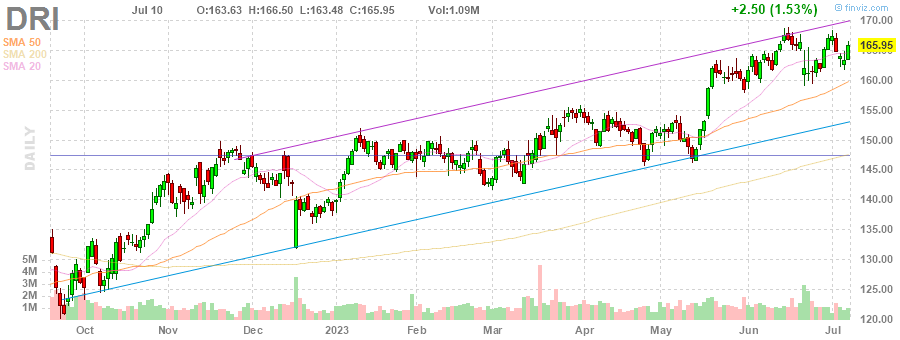 DRI
Jul 10 O:163.63 H:166.50 L:163.48 C:165.95 Vol:1.09M +2.50 (1.53%) © finviz.com
SMA 50
SMA 200
SMA 20
DAILY
170.00
165.95
160.00
155.00
150.00
145.00
140.00
135.00
130.00
125.00
120.00
5M
4M
3M
2M
1M
Oct Nov Dec 2023 Feb Mar Apr May Jun Jul